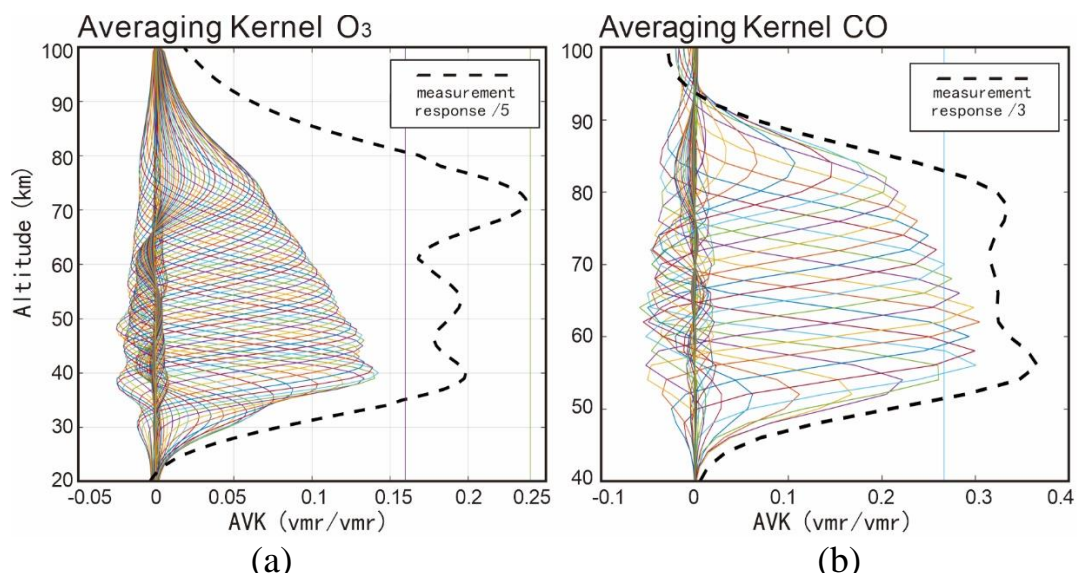 Averaging Kernel O₃
100
90
80
70
60
50
40
30
20
Altitude (km)
measurement
response /5
-0.05
0
0.05
0.1
0.15
0.2
0.25
AVK (vmr/vmr)
(a)
Averaging Kernel CO
100
90
80
70
60
50
40
measurement
response /3
-0.1
0
0.1
0.2
0.3
0.4
AVK (vmr/vmr)
(b)